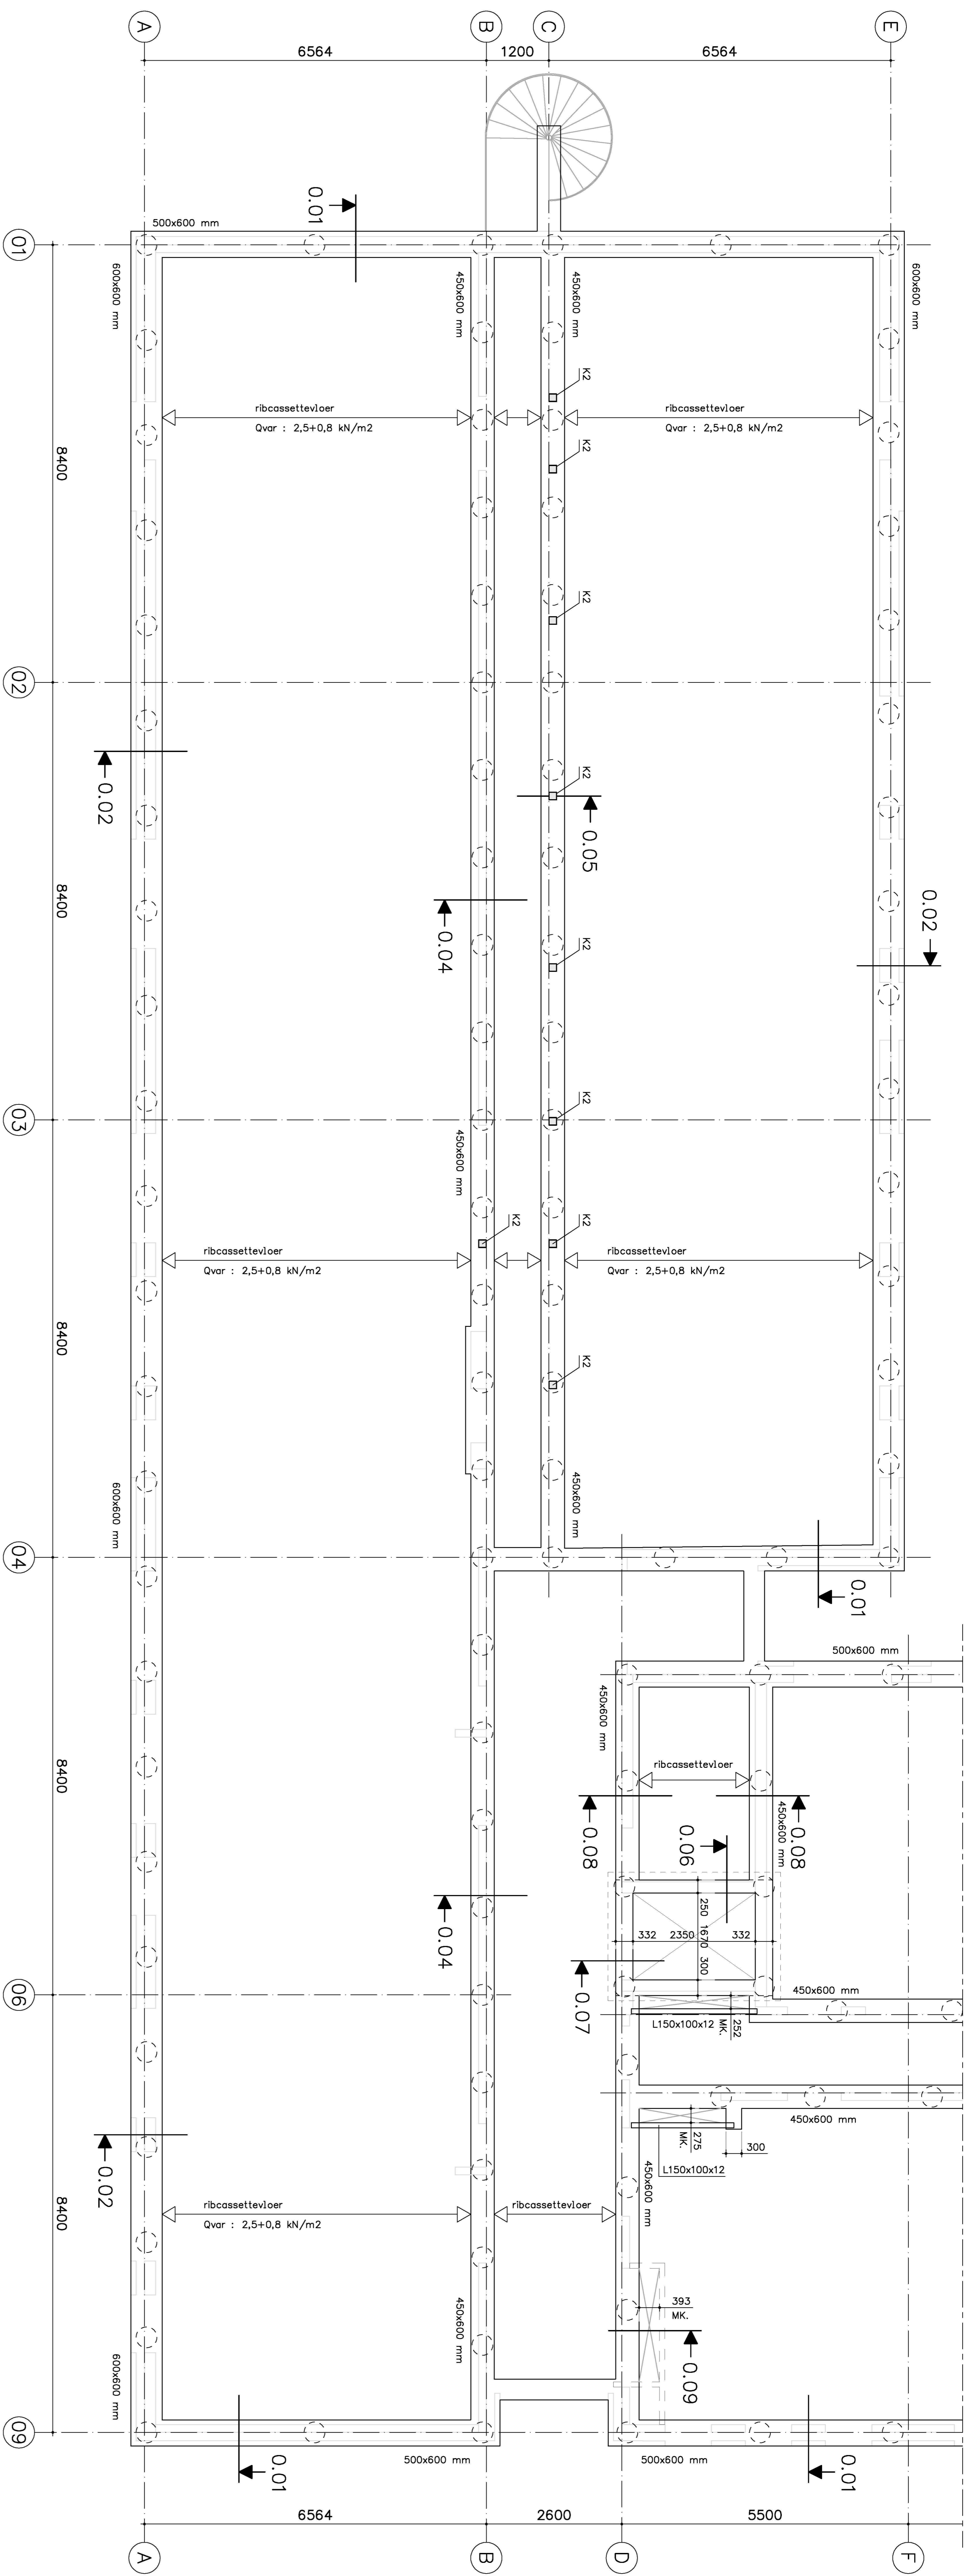 A
B
C
E
6564
1200
6564
0.01
500x600 mm
01
600x600 mm
450x600 mm
450x600 mm
600x600 mm
K2
ribcassettevloer
Qvar : 2,5+0,8 kN/m2
ribcassettevloer
Qvar : 2,5+0,8 kN/m2
8400
K2
K2
02
0.02
K2
0.05
8400
0.04
0.02
K2
K2
03
450x600 mm
K2
K2
ribcassettevloer
Qvar : 2,5+0,8 kN/m2
ribcassettevloer
Qvar : 2,5+0,8 kN/m2
8400
K2
600x600 mm
450x600 mm
04
0.01
500x600 mm
450x600 mm
ribcassettevloer
8400
0.08
0.08
450x600 mm
0.06
0.04
250
1670
300
332
2350
332
06
0.07
450x600 mm
L150x100x12
MK.
252
450x600 mm
0.02
275
MK.
300
L150x100x12
450x600 mm
8400
ribcassettevloer
Qvar : 2,5+0,8 kN/m2
ribcassettevloer
393
MK.
0.09
600x600 mm
450x600 mm
09
500x600 mm
500x600 mm
0.01
0.01
6564
2600
5500
A
B
D
F